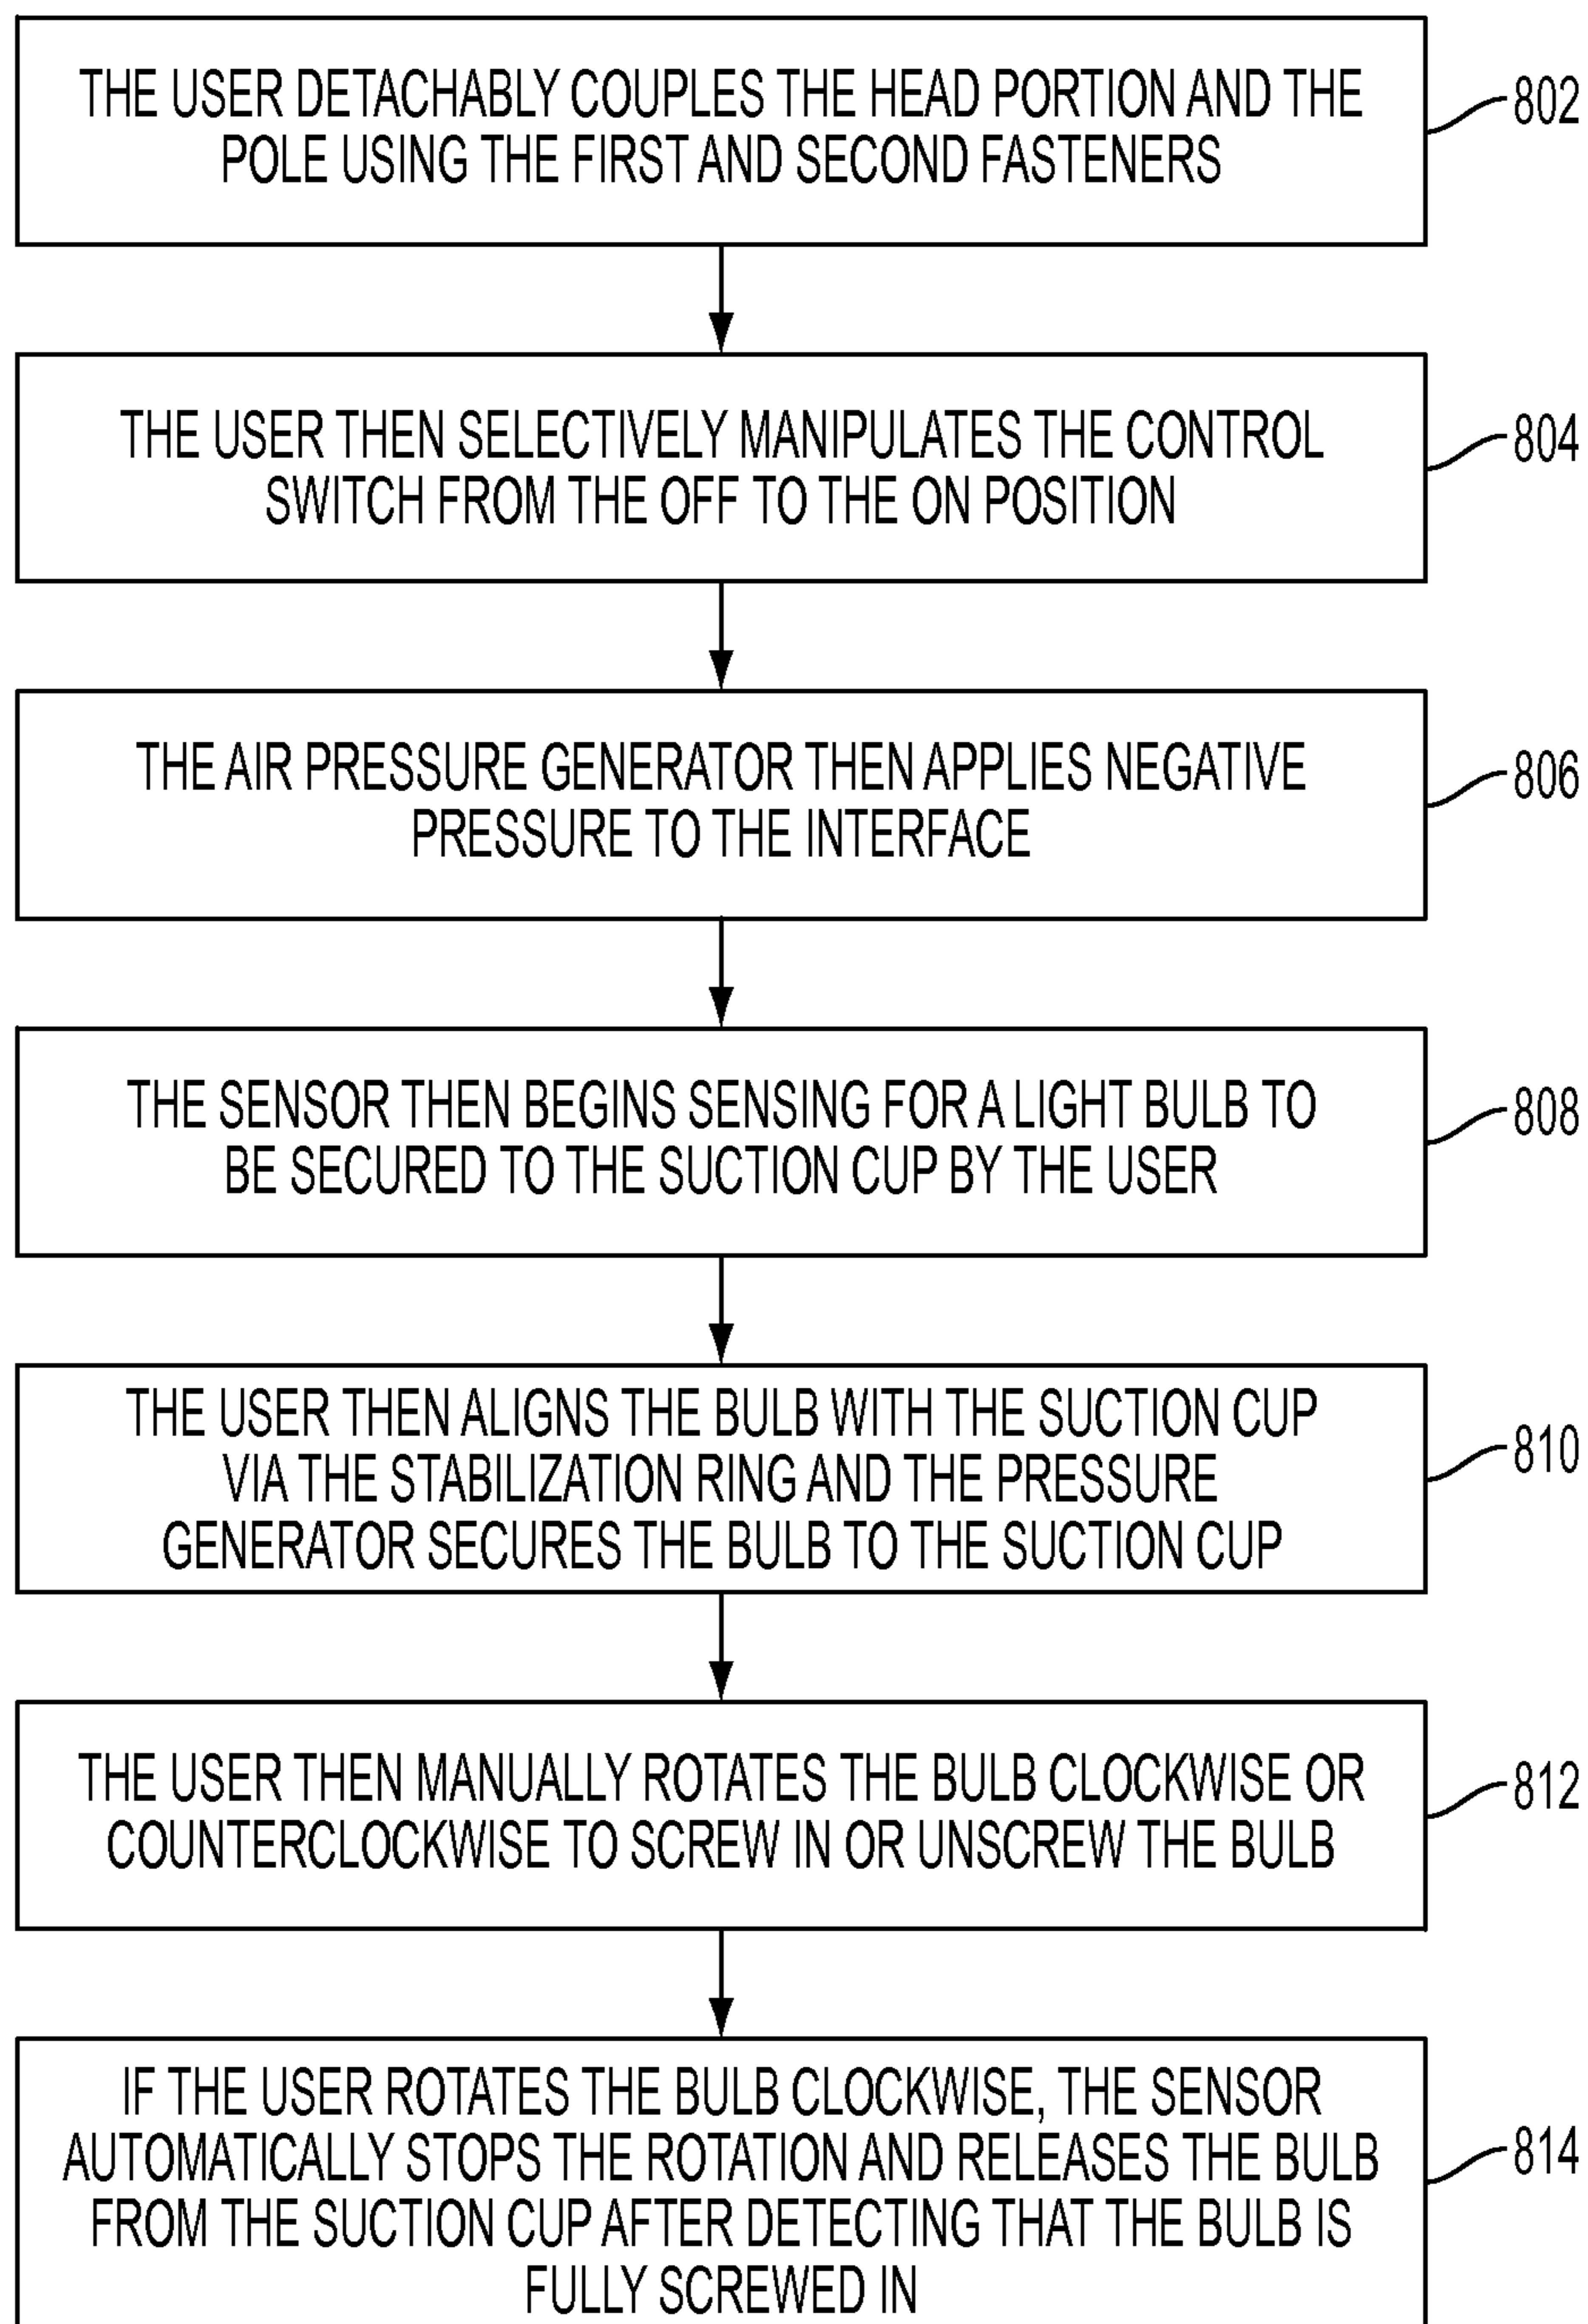 THE USER DETACHABLY COUPLES THE HEAD PORTION AND THE
POLE USING THE FIRST AND SECOND FASTENERS
802
THE USER THEN SELECTIVELY MANIPULATES THE CONTROL
SWITCH FROM THE OFF TO THE ON POSITION
804
THE AIR PRESSURE GENERATOR THEN APPLIES NEGATIVE
PRESSURE TO THE INTERFACE
806
THE SENSOR THEN BEGINS SENSING FOR A LIGHT BULB TO
BE SECURED TO THE SUCTION CUP BY THE USER
808
THE USER THEN ALIGNS THE BULB WITH THE SUCTION CUP
VIA THE STABILIZATION RING AND THE PRESSURE
GENERATOR SECURES THE BULB TO THE SUCTION CUP
810
THE USER THEN MANUALLY ROTATES THE BULB CLOCKWISE OR
COUNTERCLOCKWISE TO SCREW IN OR UNSCREW THE BULB
812
IF THE USER ROTATES THE BULB CLOCKWISE, THE SENSOR
AUTOMATICALLY STOPS THE ROTATION AND RELEASES THE BULB
FROM THE SUCTION CUP AFTER DETECTING THAT THE BULB IS
FULLY SCREWED IN
814